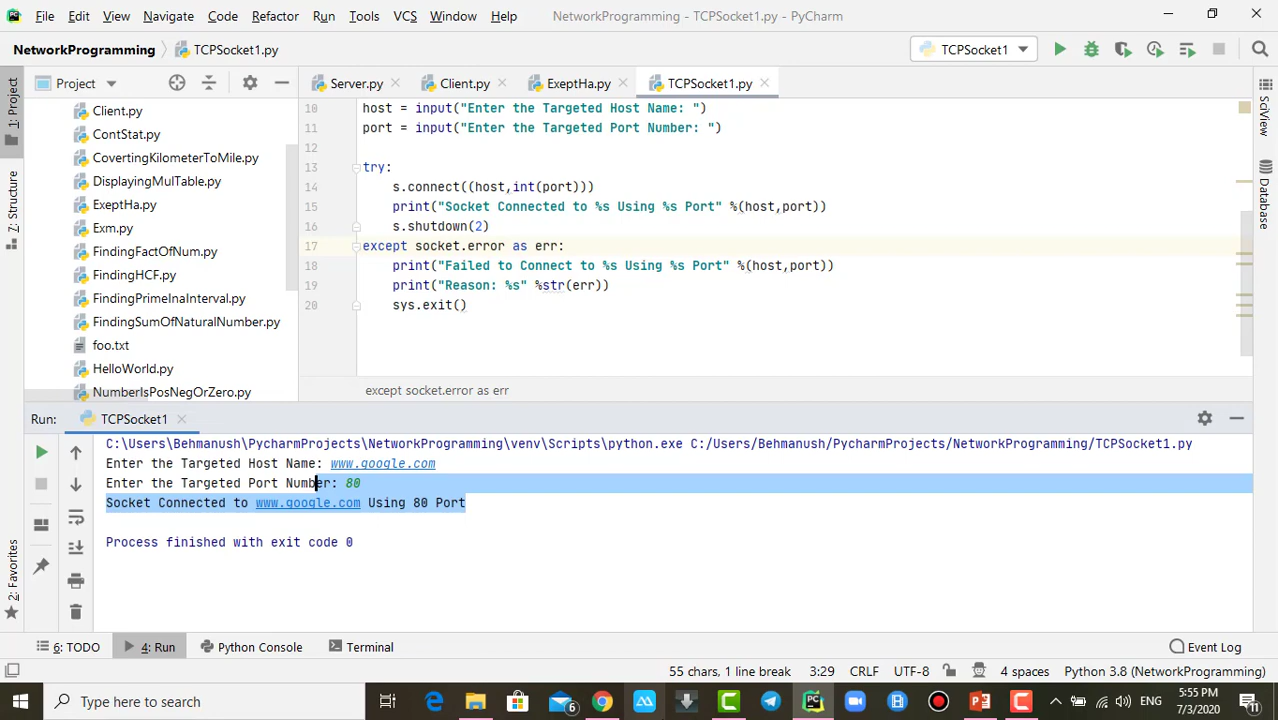 File Edit View Navigate Code Refactor Run Tools VCS Window Help NetworkProgramming - TCPSocket1.py - PyCharm
NetworkProgramming TCPSocket1.py TCPSocket1
1: Project
Z: Structure
2: Favorites
Project
Client.py
ContStat.py
CovertingKilometerToMile.py
DisplayingMulTable.py
ExeptHa.py
Exm.py
FindingFactOfNum.py
FindingHCF.py
FindingPrimeInaInterval.py
FindingSumOfNaturalNumber.py
foo.txt
HelloWorld.py
NumberIsPosNegOrZero.py
Server.py Client.py ExeptHa.py TCPSocket1.py
10 host = input("Enter the Targeted Host Name: ")
11 port = input("Enter the Targeted Port Number: ")
12
13 try:
14 s.connect((host,int(port)))
15 print("Socket Connected to %s Using %s Port" %(host,port))
16 s.shutdown(2)
17 except socket.error as err:
18 print("Failed to Connect to %s Using %s Port" %(host,port))
19 print("Reason: %s" %str(err))
20 sys.exit()
except socket.error as err
SciView
Database
Run: TCPSocket1
C:\Users\Behmanush\PycharmProjects\NetworkProgramming\venv\Scripts\python.exe C:/Users/Behmanush/PycharmProjects/NetworkProgramming/TCPSocket1.py
Enter the Targeted Host Name: www.google.com
Enter the Targeted Port Number: 80
Socket Connected to www.google.com Using 80 Port
Process finished with exit code 0
6: TODO 4: Run Python Console Terminal Event Log
55 chars, 1 line break 3:29 CRLF UTF-8 4 spaces Python 3.8 (NetworkProgramming)
Type here to search
6
ENG
5:55 PM
7/3/2020
11